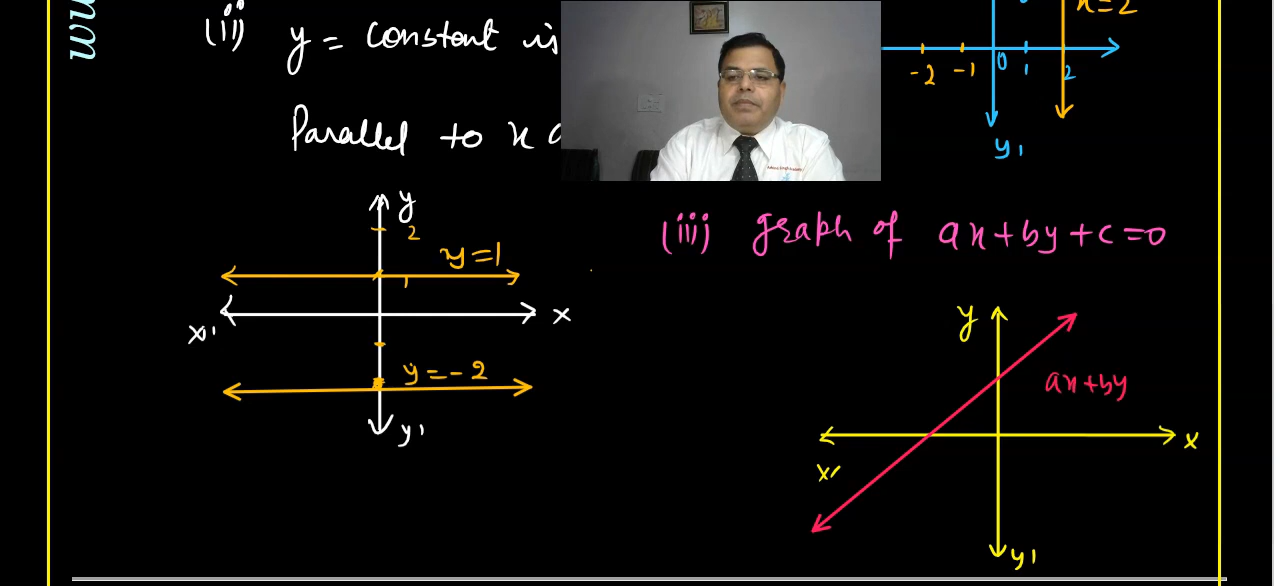 (ii) y = constant is
Parallel to x
y
2
y=1
1
x
x'
y=-2
y'
x=2
-2 -1 0 1 2
y'
(iii) graph of ax+by+c=0
y
ax+by
x
x'
y'